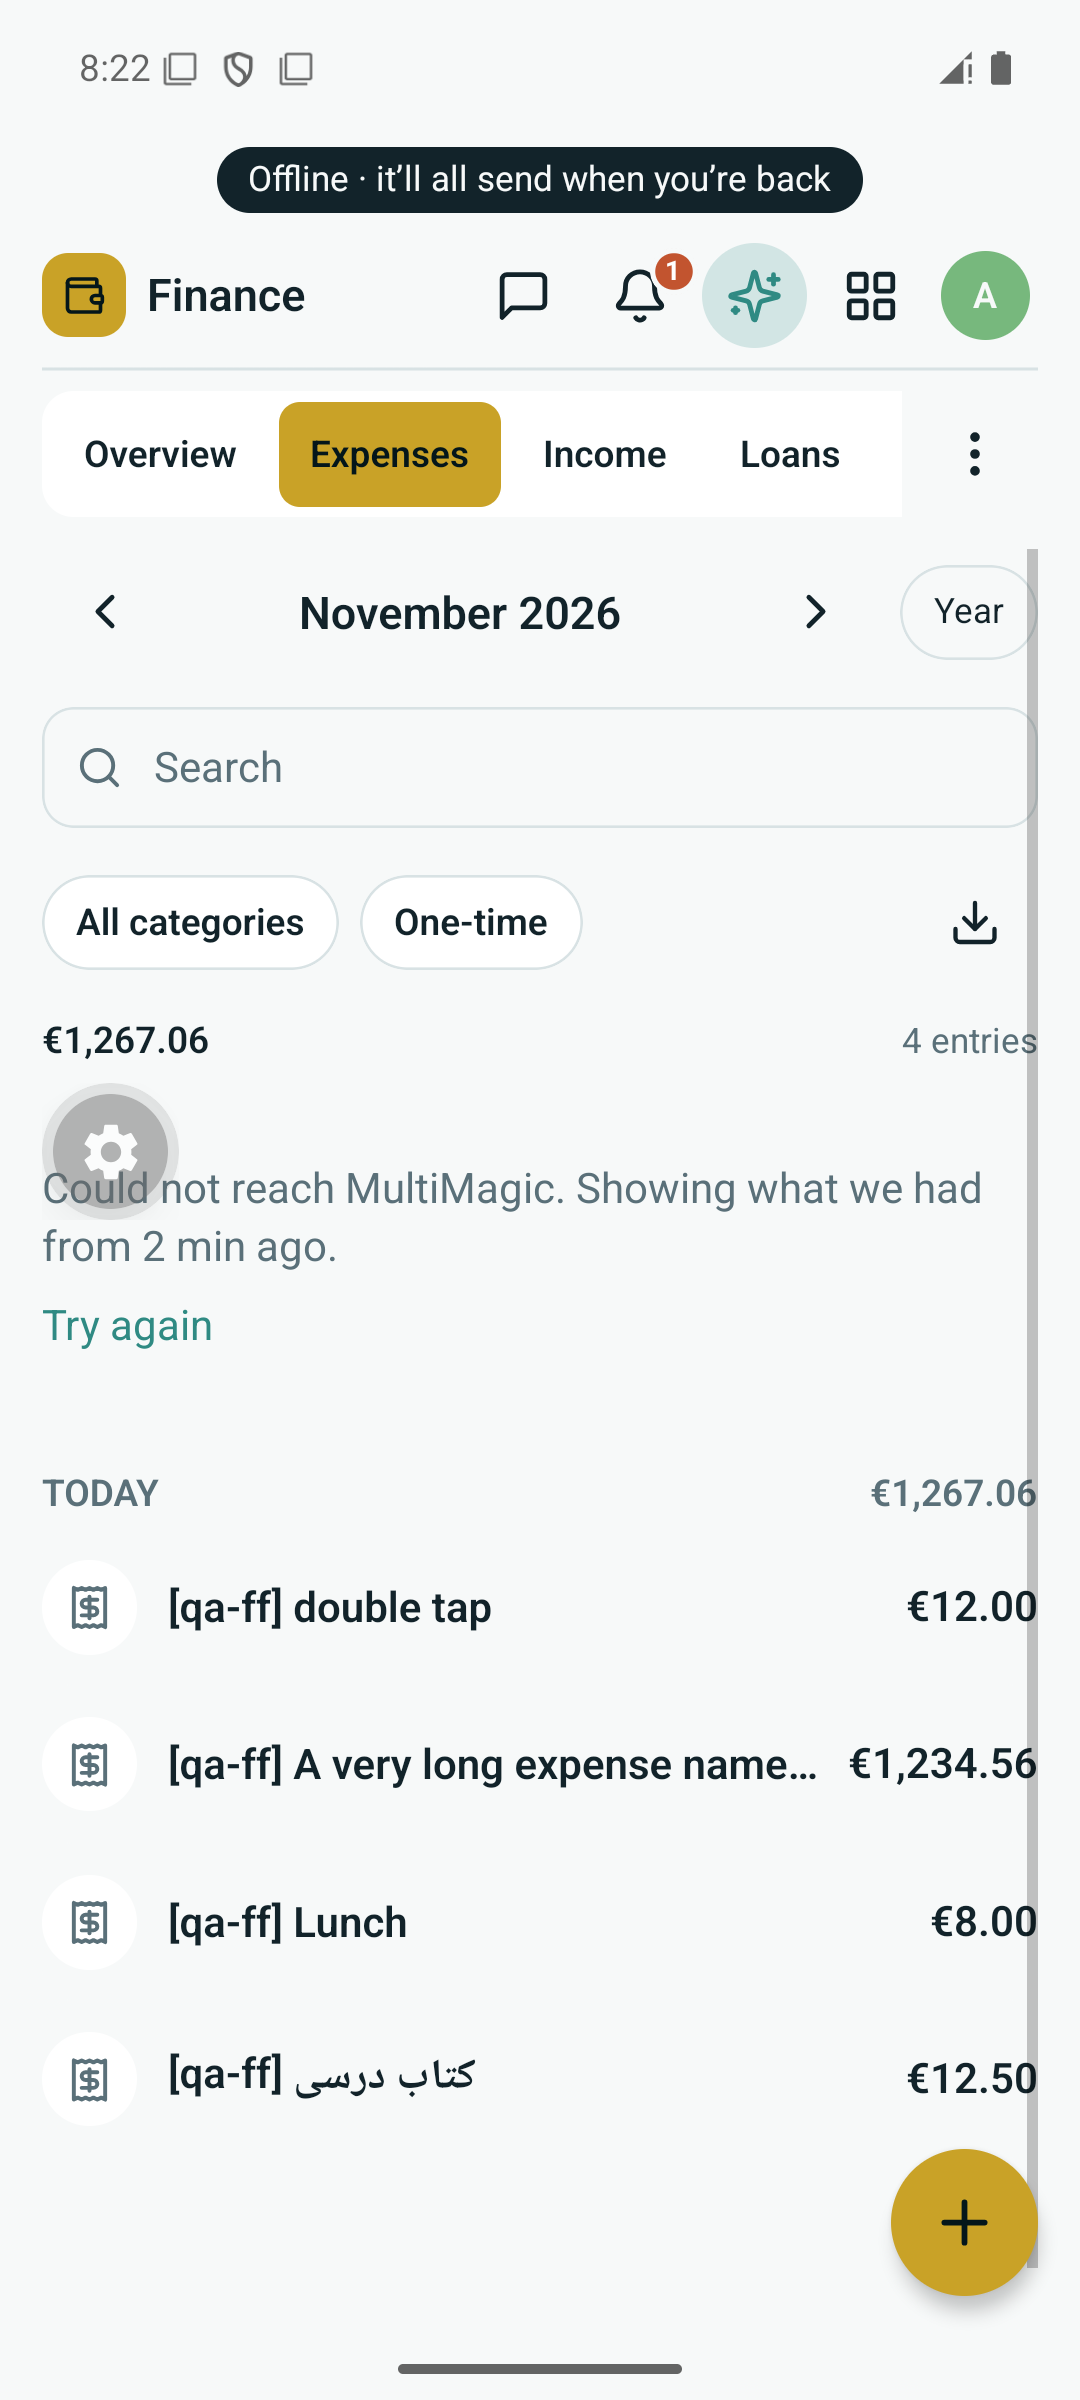 8:22
Offline · it’ll all send when you’re back
Finance
1
A
Overview
Expenses
Income
Loans
November 2026
Year
Search
All categories
One-time
€1,267.06
4 entries
Could not reach MultiMagic. Showing what we had
from 2 min ago.
Try again
TODAY
€1,267.06
[qa-ff] double tap
€12.00
[qa-ff] A very long expense name...
€1,234.56
[qa-ff] Lunch
€8.00
[qa-ff] کتاب درسی
€12.50